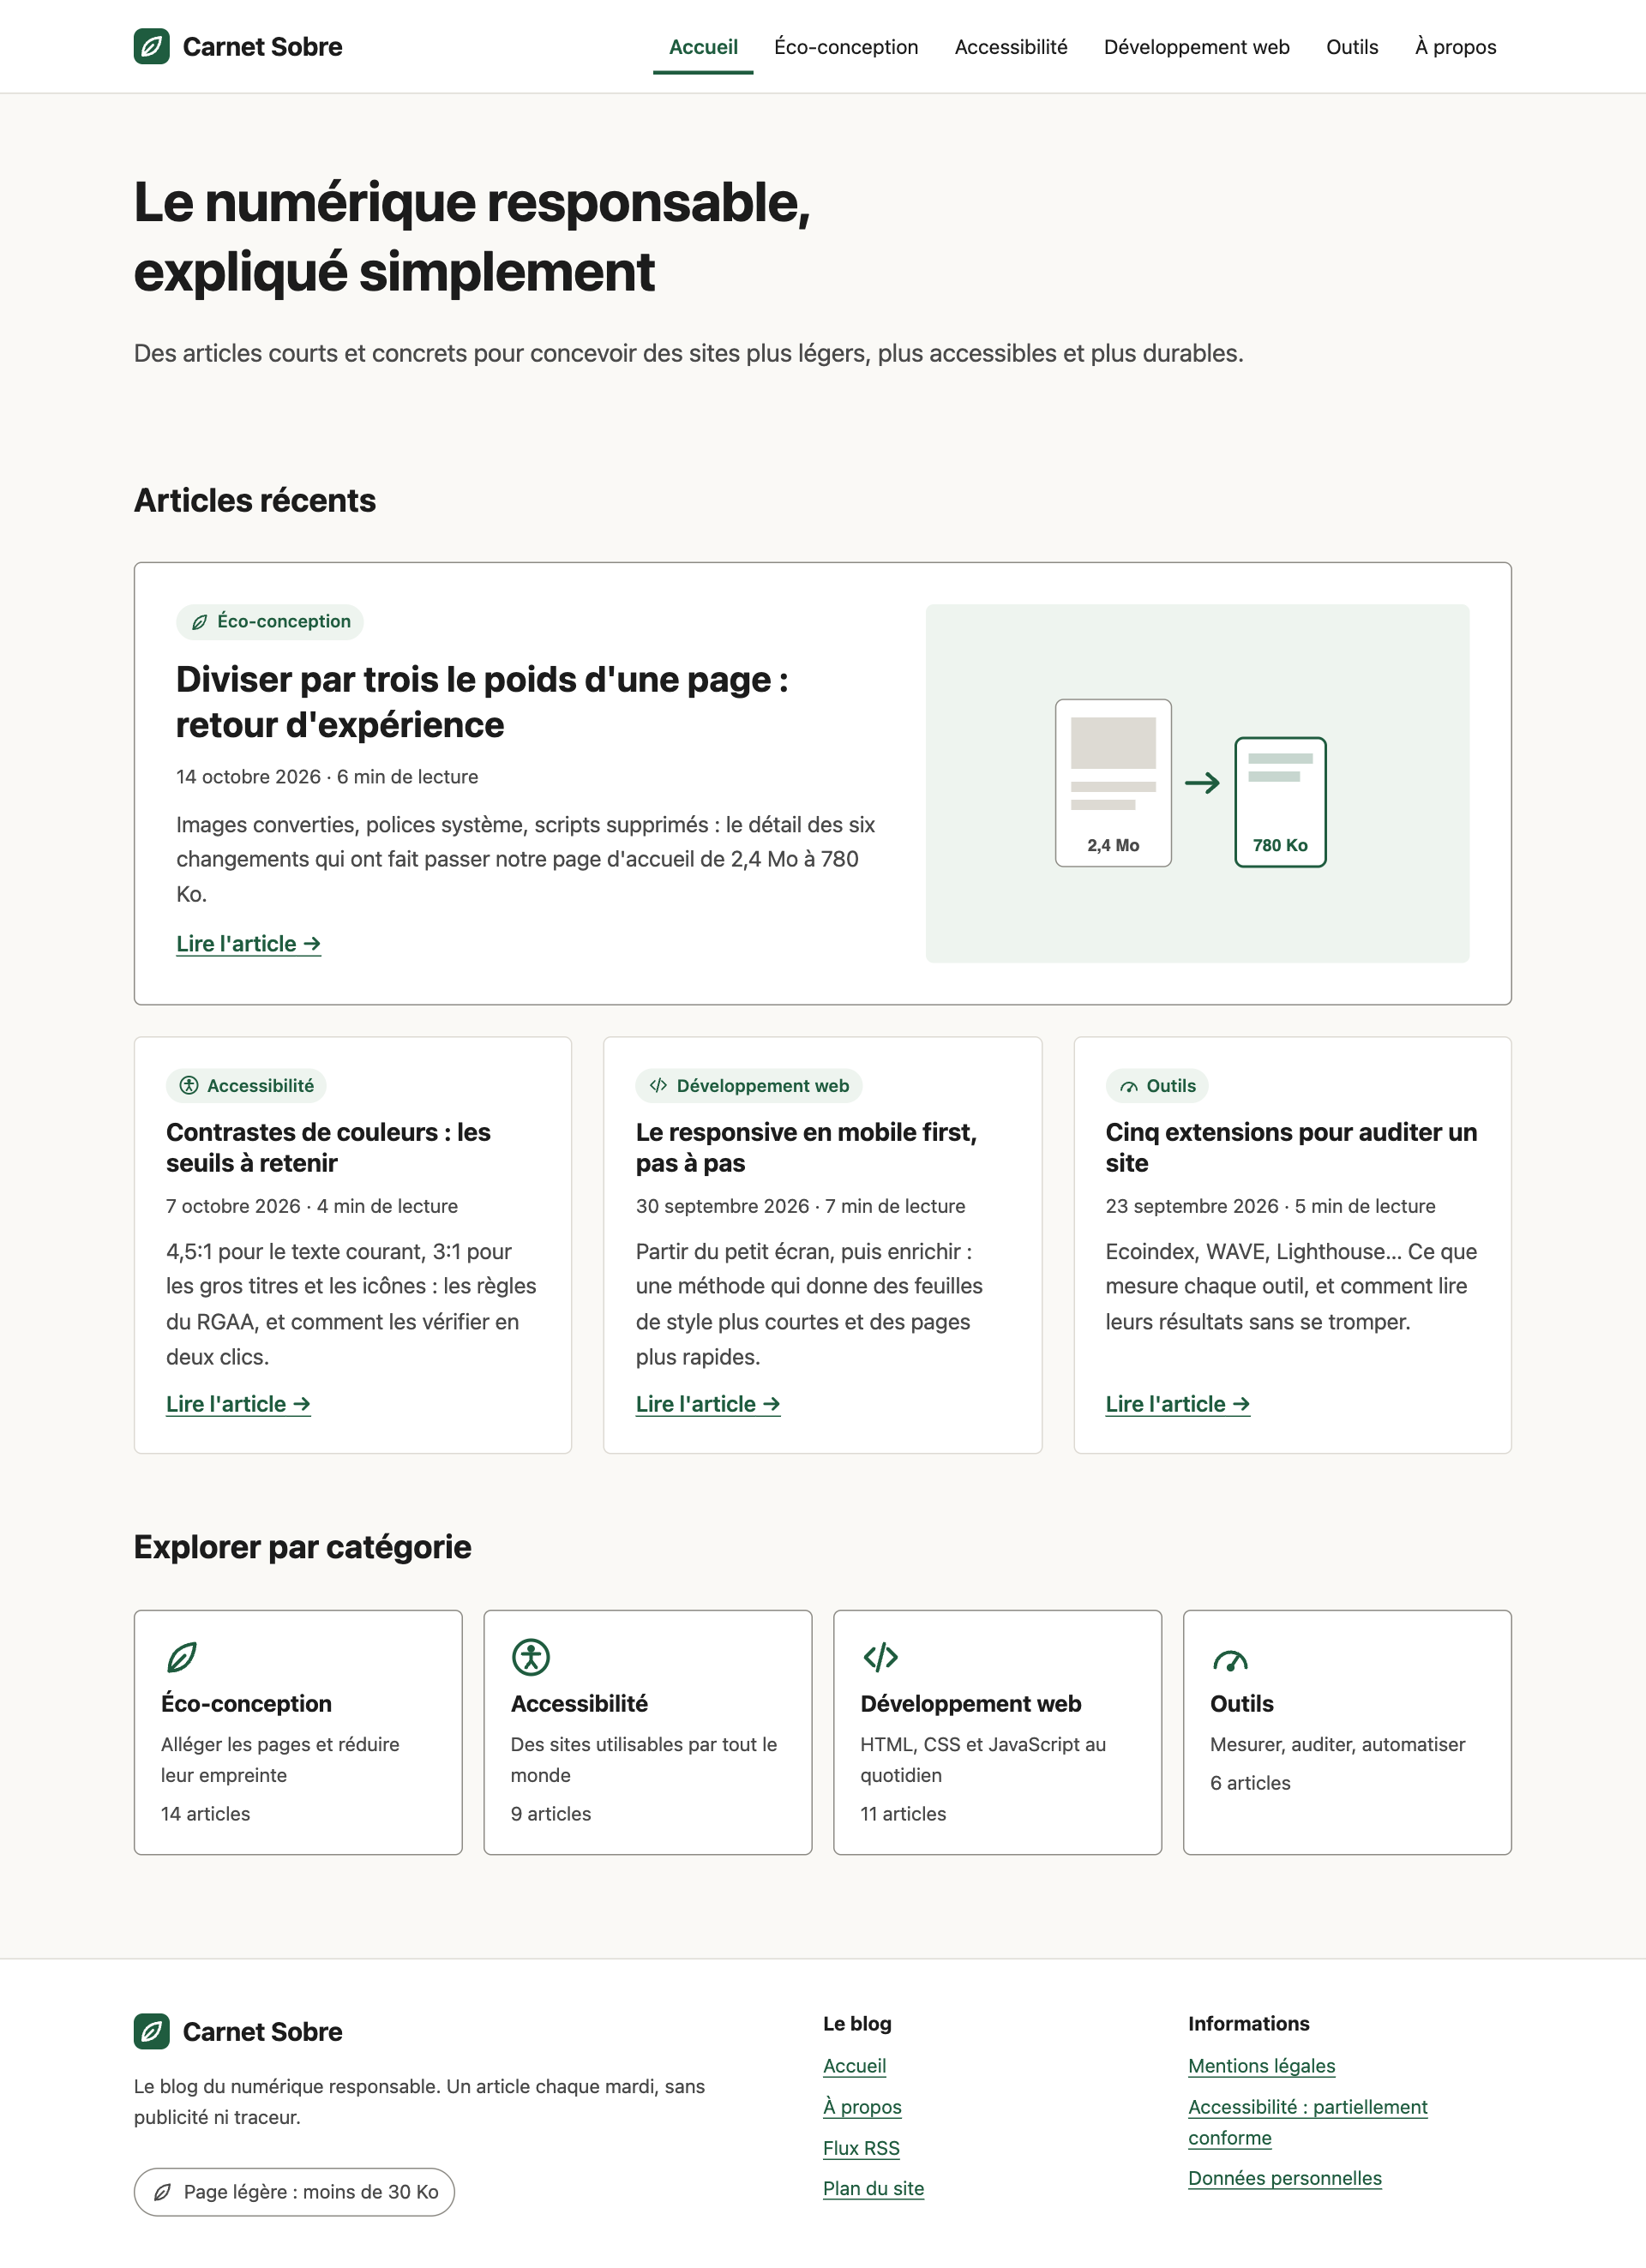 Carnet Sobre
Accueil
Éco-conception
Accessibilité
Développement web
Outils
À propos
Le numérique responsable,
expliqué simplement
Des articles courts et concrets pour concevoir des sites plus légers, plus accessibles et plus durables.
Articles récents
Éco-conception
Diviser par trois le poids d'une page :
retour d'expérience
14 octobre 2026 · 6 min de lecture
Images converties, polices système, scripts supprimés : le détail des six
changements qui ont fait passer notre page d'accueil de 2,4 Mo à 780
Ko.
Lire l'article →
2,4 Mo
780 Ko
Accessibilité
Contrastes de couleurs : les
seuils à retenir
7 octobre 2026 · 4 min de lecture
4,5:1 pour le texte courant, 3:1 pour
les gros titres et les icônes : les règles
du RGAA, et comment les vérifier en
deux clics.
Lire l'article →
Développement web
Le responsive en mobile first,
pas à pas
30 septembre 2026 · 7 min de lecture
Partir du petit écran, puis enrichir :
une méthode qui donne des feuilles
de style plus courtes et des pages
plus rapides.
Lire l'article →
Outils
Cinq extensions pour auditer un
site
23 septembre 2026 · 5 min de lecture
Ecoindex, WAVE, Lighthouse… Ce que
mesure chaque outil, et comment lire
leurs résultats sans se tromper.
Lire l'article →
Explorer par catégorie
Éco-conception
Alléger les pages et réduire
leur empreinte
14 articles
Accessibilité
Des sites utilisables par tout le
monde
9 articles
Développement web
HTML, CSS et JavaScript au
quotidien
11 articles
Outils
Mesurer, auditer, automatiser
6 articles
Carnet Sobre
Le blog du numérique responsable. Un article chaque mardi, sans
publicité ni traceur.
Page légère : moins de 30 Ko
Le blog
Accueil
À propos
Flux RSS
Plan du site
Informations
Mentions légales
Accessibilité : partiellement
conforme
Données personnelles